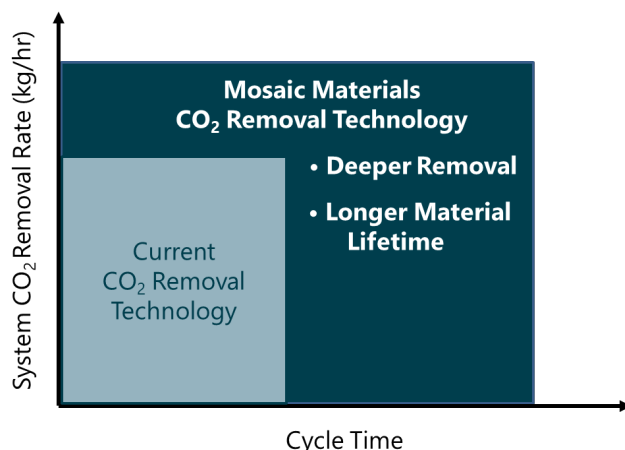 System CO₂ Removal Rate (kg/hr)
Mosaic Materials
CO₂ Removal Technology
• Deeper Removal
• Longer Material
Lifetime
Current
CO₂ Removal
Technology
Cycle Time